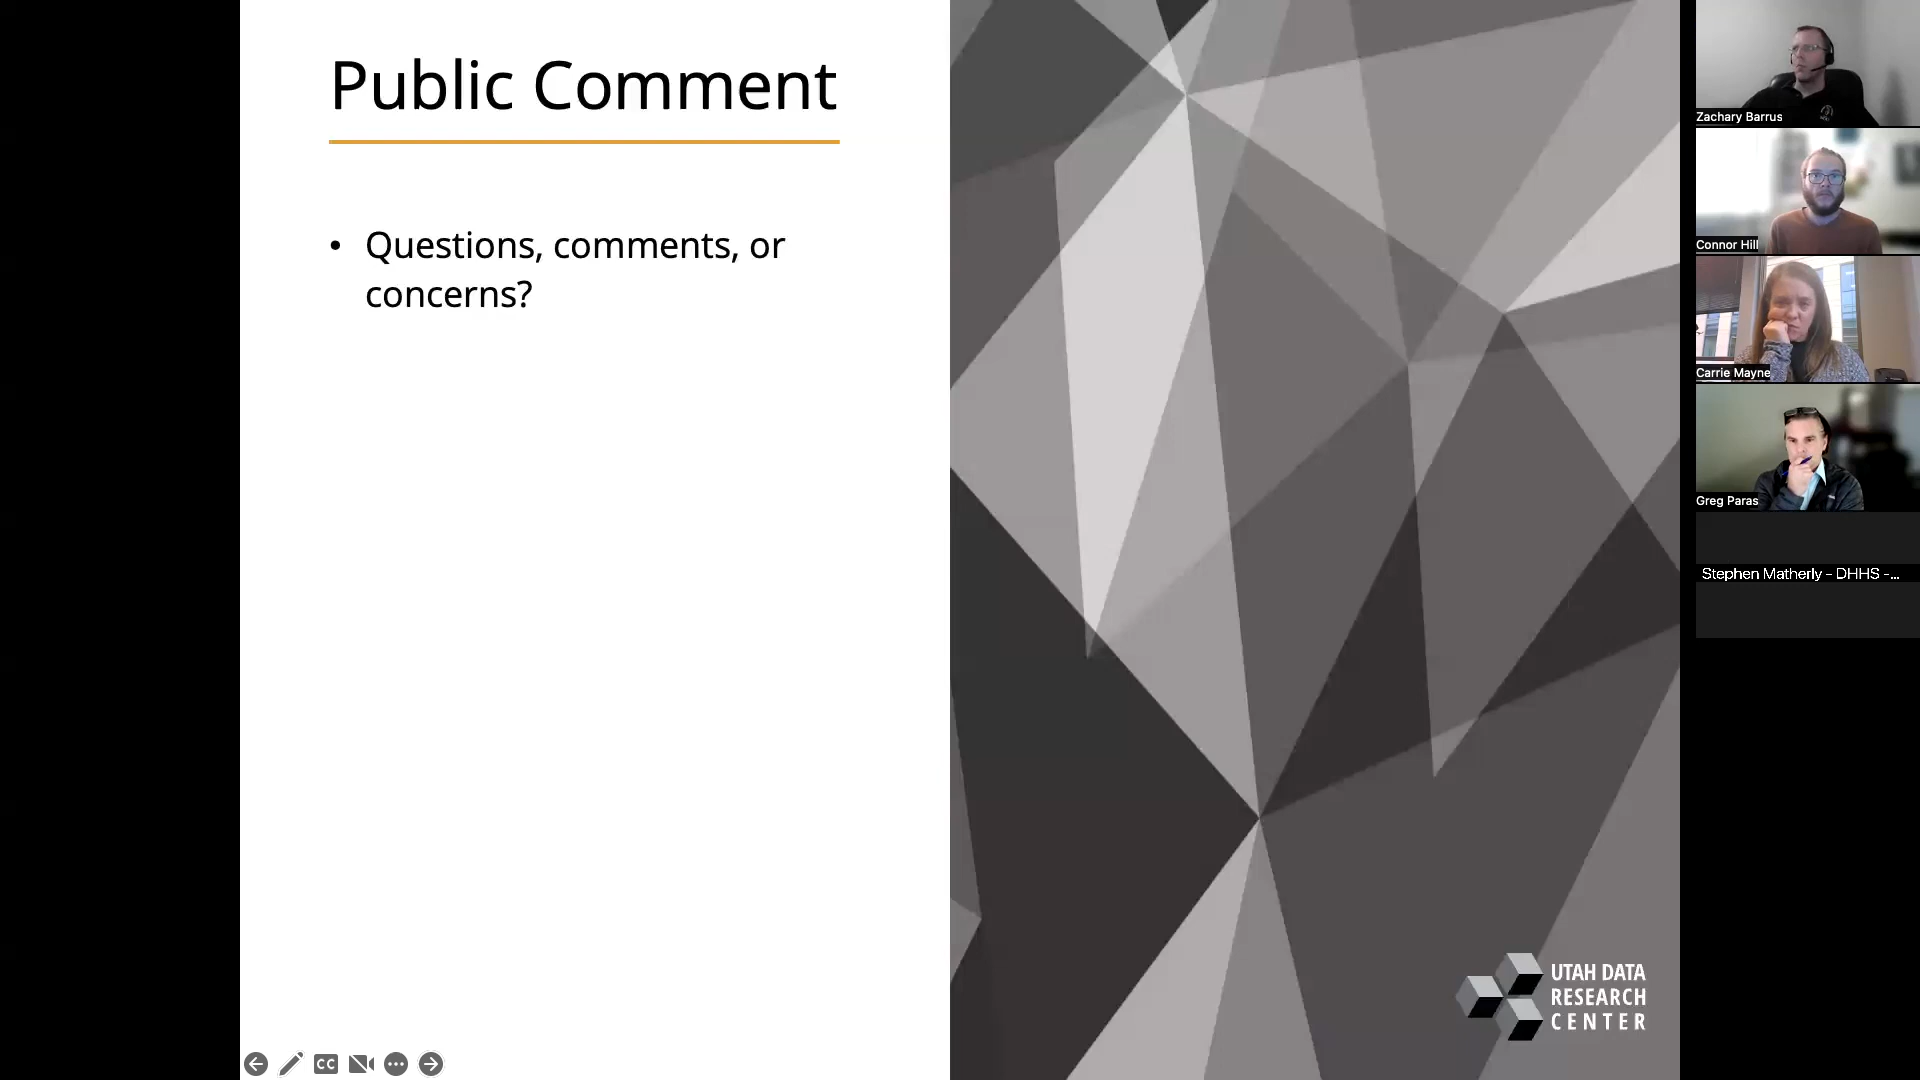 Public Comment
• Questions, comments, or
concerns?
UTAH DATA
RESEARCH
CENTER
CC
Zachary Barrus
Connor Hill
Carrie Mayne
Greg Paras
Stephen Matherly - DHHS -...